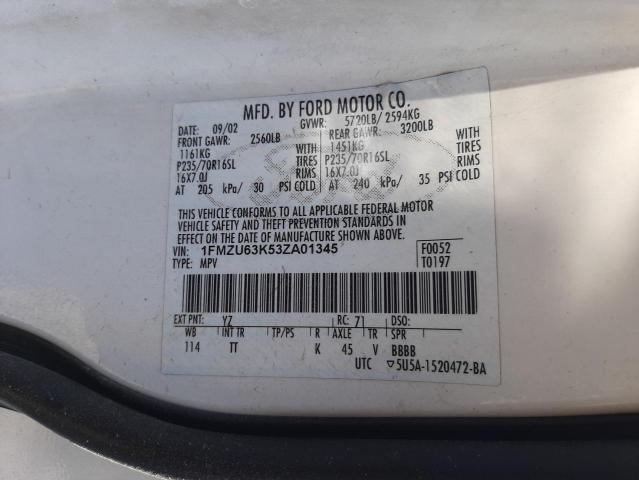 MFD. BY FORD MOTOR CO.
DATE: 09/02 GVWR: 5720LB/ 2594KG
FRONT GAWR: 2560LB REAR GAWR: 3200LB
1161KG WITH 1451KG WITH
P235/70R16SL TIRES P235/70R16SL TIRES
16X7.0J RIMS 16X7.0J RIMS
AT 205 kPa/ 30 PSI COLD AT 240 kPa/ 35 PSI COLD
THIS VEHICLE CONFORMS TO ALL APPLICABLE FEDERAL MOTOR
VEHICLE SAFETY AND THEFT PREVENTION STANDARDS IN
EFFECT ON THE DATE OF MANUFACTURE SHOWN ABOVE.
VIN: 1FMZU63K53ZA01345 F0052
TYPE: MPV T0197
EXT PNT: YZ RC: 71 DSO:
WB INT TR TP/PS R AXLE TR SPR
114 TT K 45 V BBBB
UTC ▽5U5A-1520472-BA